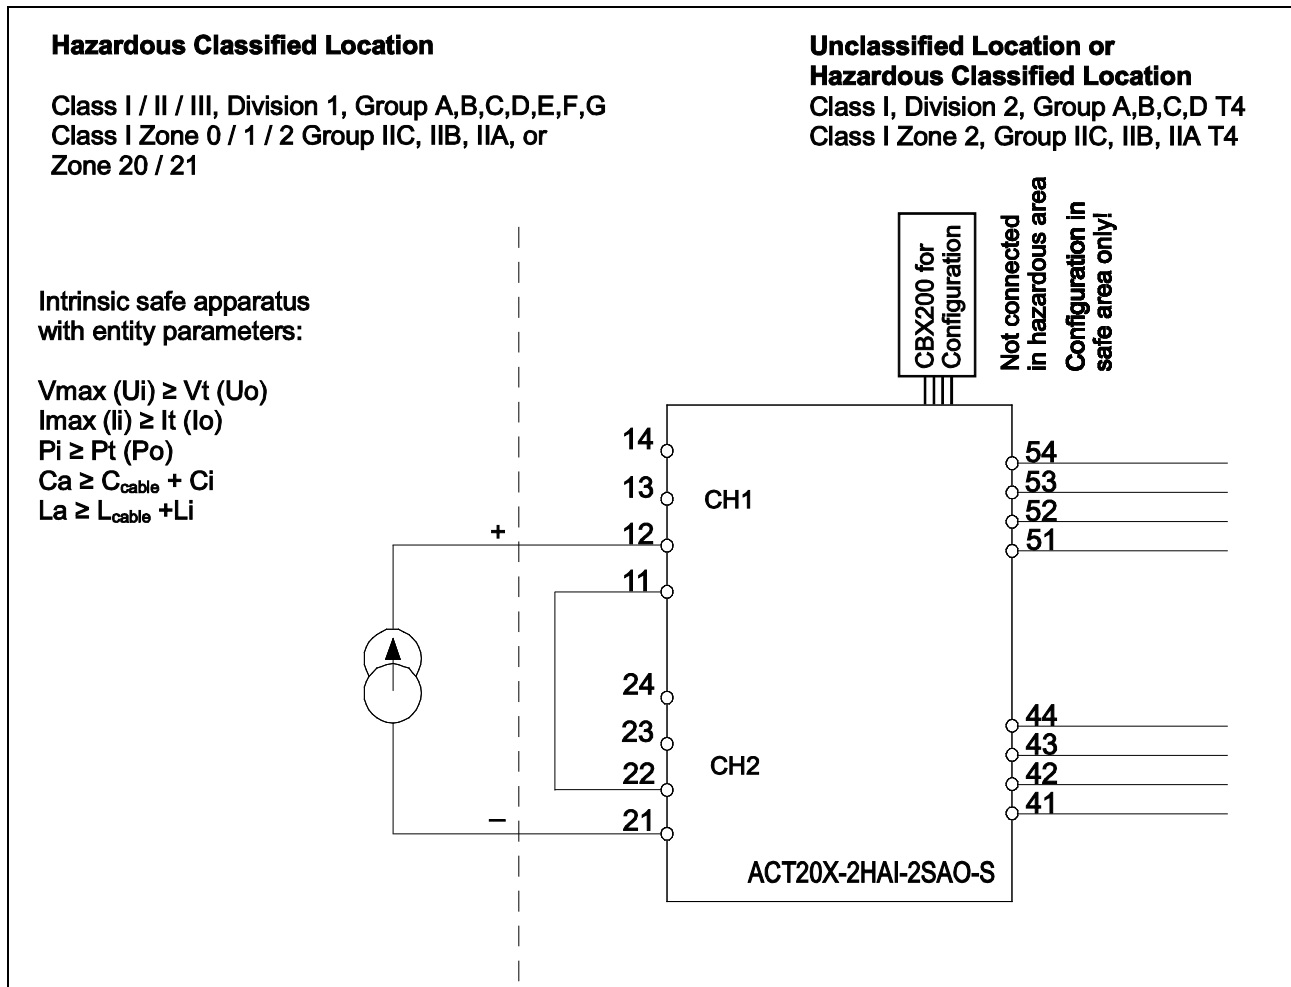 Hazardous Classified Location
Class I / II / III, Division 1, Group A,B,C,D,E,F,G
Class I Zone 0 / 1 / 2 Group IIC, IIB, IIA, or
Zone 20 / 21
Unclassified Location or
Hazardous Classified Location
Class I, Division 2, Group A,B,C,D T4
Class I Zone 2, Group IIC, IIB, IIA T4
CBX200 for
Configuration
Not connected
in hazardous area
Configuration in
safe area only!
Intrinsic safe apparatus
with entity parameters:
Vmax (Ui) ≥ Vt (Uo)
Imax (Ii) ≥ It (Io)
Pi ≥ Pt (Po)
Ca ≥ Ccable + Ci
La ≥ Lcable +Li
+
–
14
13
12
11
CH1
24
23
22
21
CH2
54
53
52
51
44
43
42
41
ACT20X-2HAI-2SAO-S